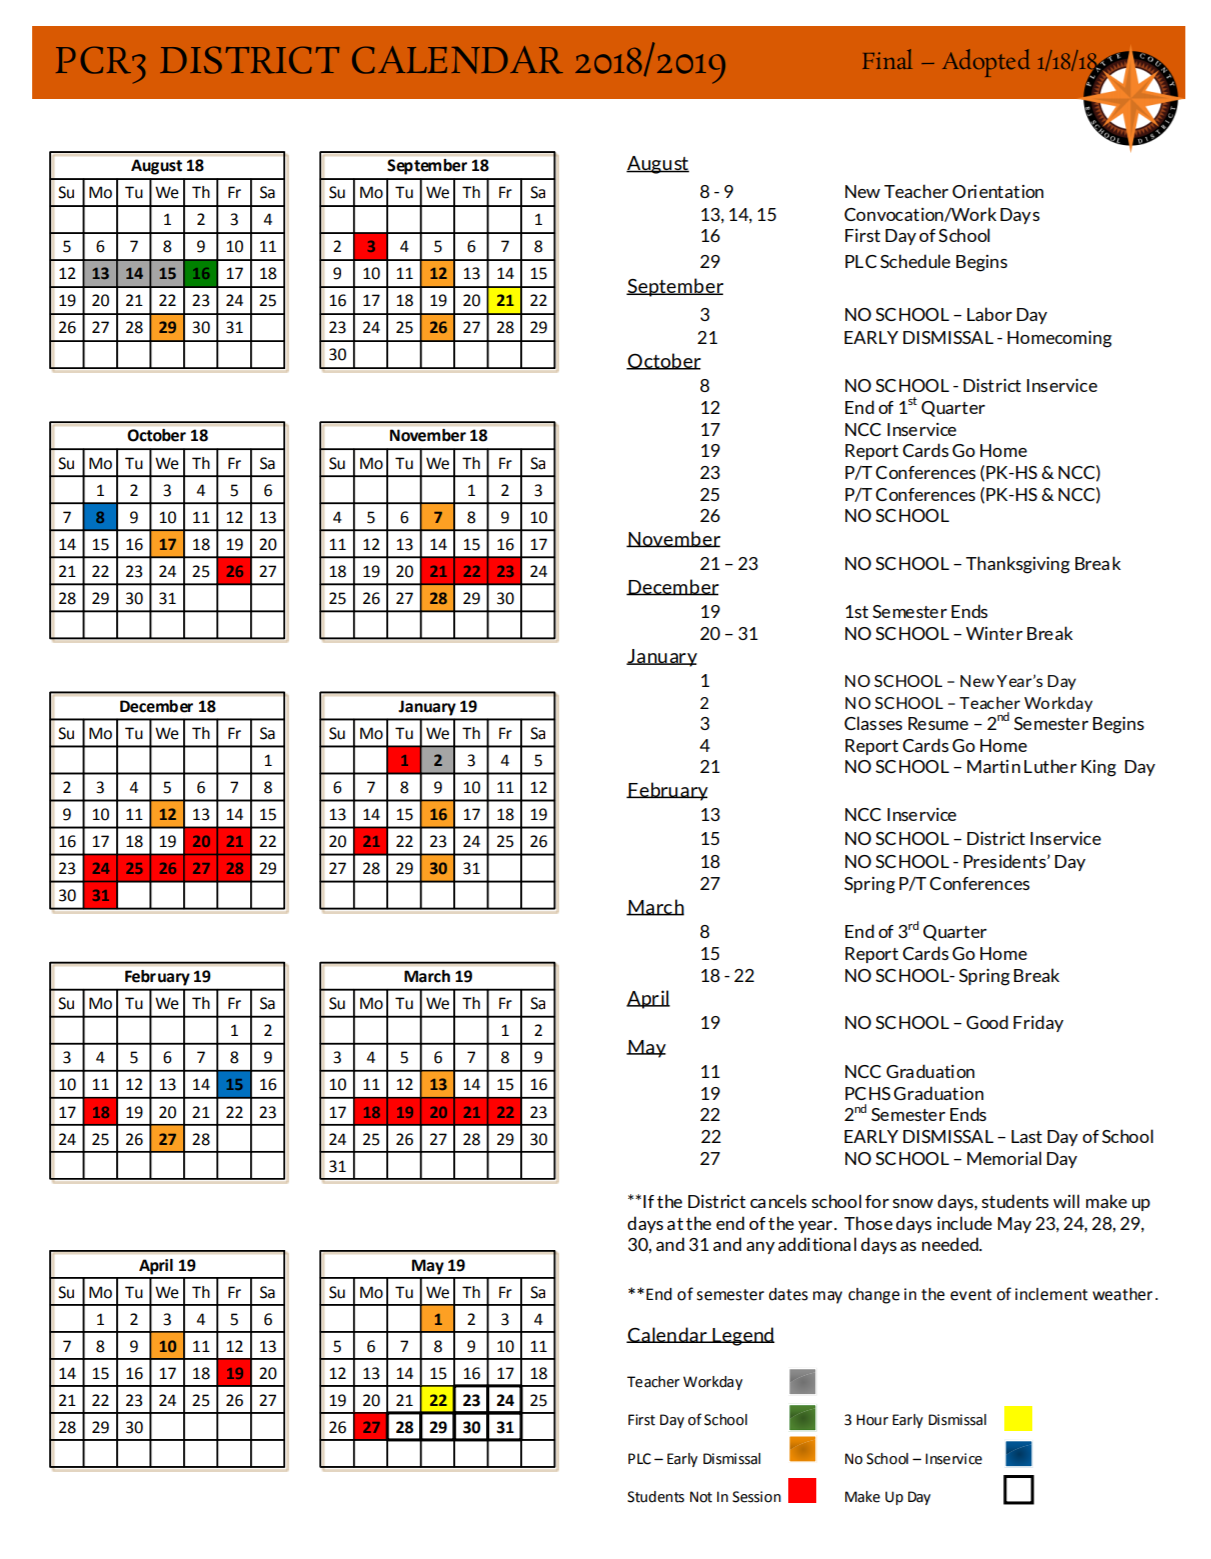 PCR3 DISTRICT CALENDAR 2018/2019
Final – Adopted 1/18/18
PLATTE COUNTY
R3 SCHOOL DISTRICT
August 18
Su Mo Tu We Th Fr Sa
1 2 3 4
5 6 7 8 9 10 11
12 13 14 15 16 17 18
19 20 21 22 23 24 25
26 27 28 29 30 31
September 18
Su Mo Tu We Th Fr Sa
1
2 3 4 5 6 7 8
9 10 11 12 13 14 15
16 17 18 19 20 21 22
23 24 25 26 27 28 29
30
October 18
Su Mo Tu We Th Fr Sa
1 2 3 4 5 6
7 8 9 10 11 12 13
14 15 16 17 18 19 20
21 22 23 24 25 26 27
28 29 30 31
November 18
Su Mo Tu We Th Fr Sa
1 2 3
4 5 6 7 8 9 10
11 12 13 14 15 16 17
18 19 20 21 22 23 24
25 26 27 28 29 30
December 18
Su Mo Tu We Th Fr Sa
1
2 3 4 5 6 7 8
9 10 11 12 13 14 15
16 17 18 19 20 21 22
23 24 25 26 27 28 29
30 31
January 19
Su Mo Tu We Th Fr Sa
1 2 3 4 5
6 7 8 9 10 11 12
13 14 15 16 17 18 19
20 21 22 23 24 25 26
27 28 29 30 31
February 19
Su Mo Tu We Th Fr Sa
1 2
3 4 5 6 7 8 9
10 11 12 13 14 15 16
17 18 19 20 21 22 23
24 25 26 27 28
March 19
Su Mo Tu We Th Fr Sa
1 2
3 4 5 6 7 8 9
10 11 12 13 14 15 16
17 18 19 20 21 22 23
24 25 26 27 28 29 30
31
April 19
Su Mo Tu We Th Fr Sa
1 2 3 4 5 6
7 8 9 10 11 12 13
14 15 16 17 18 19 20
21 22 23 24 25 26 27
28 29 30
May 19
Su Mo Tu We Th Fr Sa
1 2 3 4
5 6 7 8 9 10 11
12 13 14 15 16 17 18
19 20 21 22 23 24 25
26 27 28 29 30 31
August
8 - 9 New Teacher Orientation
13, 14, 15 Convocation/Work Days
16 First Day of School
29 PLC Schedule Begins
September
3 NO SCHOOL – Labor Day
21 EARLY DISMISSAL - Homecoming
October
8 NO SCHOOL - District Inservice
12 End of 1st Quarter
17 NCC Inservice
19 Report Cards Go Home
23 P/T Conferences (PK-HS & NCC)
25 P/T Conferences (PK-HS & NCC)
26 NO SCHOOL
November
21 – 23 NO SCHOOL – Thanksgiving Break
December
19 1st Semester Ends
20 – 31 NO SCHOOL – Winter Break
January
1 NO SCHOOL – New Year's Day
2 NO SCHOOL – Teacher Workday
3 Classes Resume – 2nd Semester Begins
4 Report Cards Go Home
21 NO SCHOOL – Martin Luther King Day
February
13 NCC Inservice
15 NO SCHOOL – District Inservice
18 NO SCHOOL - Presidents' Day
27 Spring P/T Conferences
March
8 End of 3rd Quarter
15 Report Cards Go Home
18 - 22 NO SCHOOL- Spring Break
April
19 NO SCHOOL – Good Friday
May
11 NCC Graduation
19 PCHS Graduation
22 2nd Semester Ends
22 EARLY DISMISSAL – Last Day of School
27 NO SCHOOL – Memorial Day
**If the District cancels school for snow days, students will make up
days at the end of the year. Those days include May 23, 24, 28, 29,
30, and 31 and any additional days as needed.
**End of semester dates may change in the event of inclement weather.
Calendar Legend
Teacher Workday
First Day of School 3 Hour Early Dismissal
PLC – Early Dismissal No School – Inservice
Students Not In Session Make Up Day